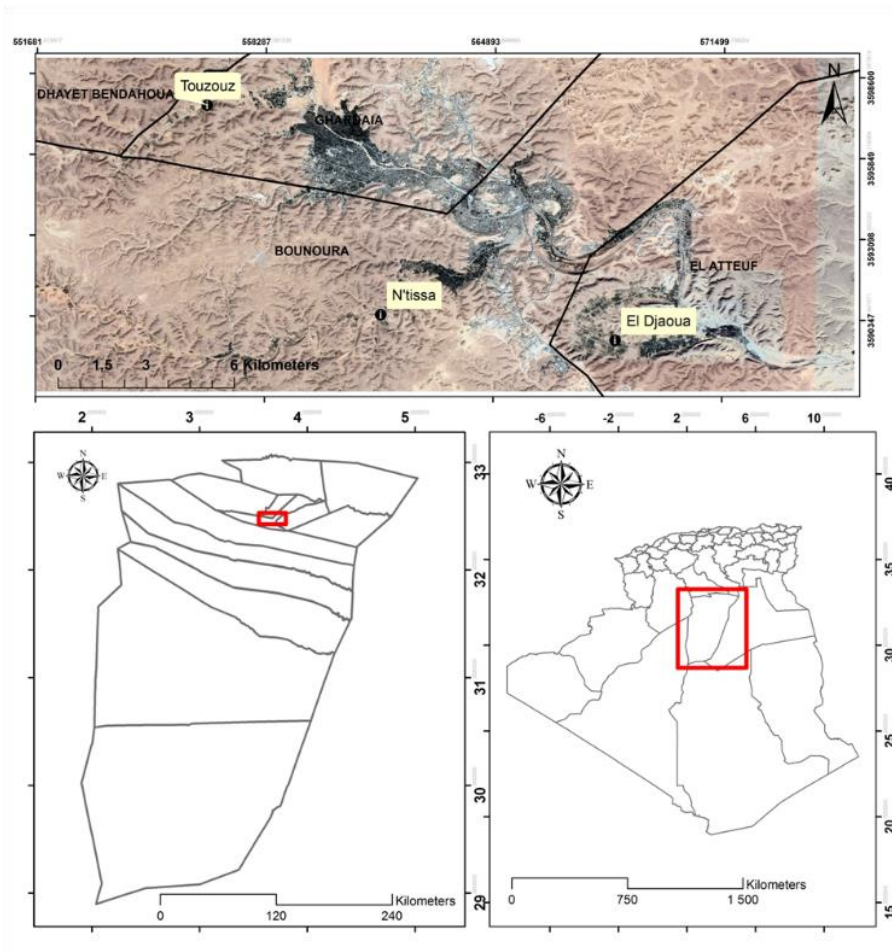 551681 558287 564893 571499
N
3598600
3595849
3593098
3590347
DHAYET BENDAHOUA
Touzouz
GHARDAIA
BOUNOURA
EL ATTEUF
N'tissa
El Djaoua
0 1,5 3 6 Kilometers
2 3 4 5
N
W E
S
33
32
31
30
29
Kilometers
0 120 240
-6 -2 2 6 10
N
W E
S
40
35
30
25
20
15
Kilometers
0 750 1 500